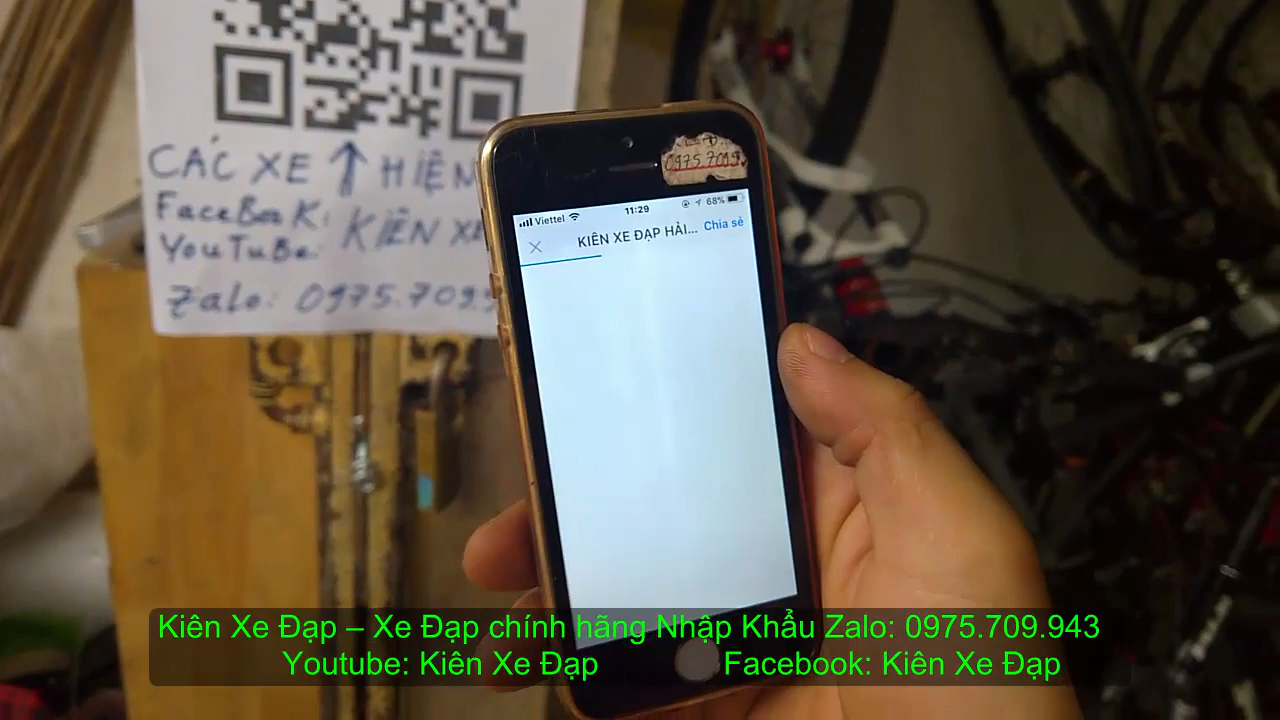 CÁC XE ↑ HIỆN
FaceBooK: KIÊN XE
YouTuBe:
Zalo: 0975.709.9
0975.709
Viettel 11:29 68%
KIÊN XE ĐẠP HẢI... Chia sẻ
Kiên Xe Đạp – Xe Đạp chính hãng Nhập Khẩu Zalo: 0975.709.943
Youtube: Kiên Xe Đạp Facebook: Kiên Xe Đạp